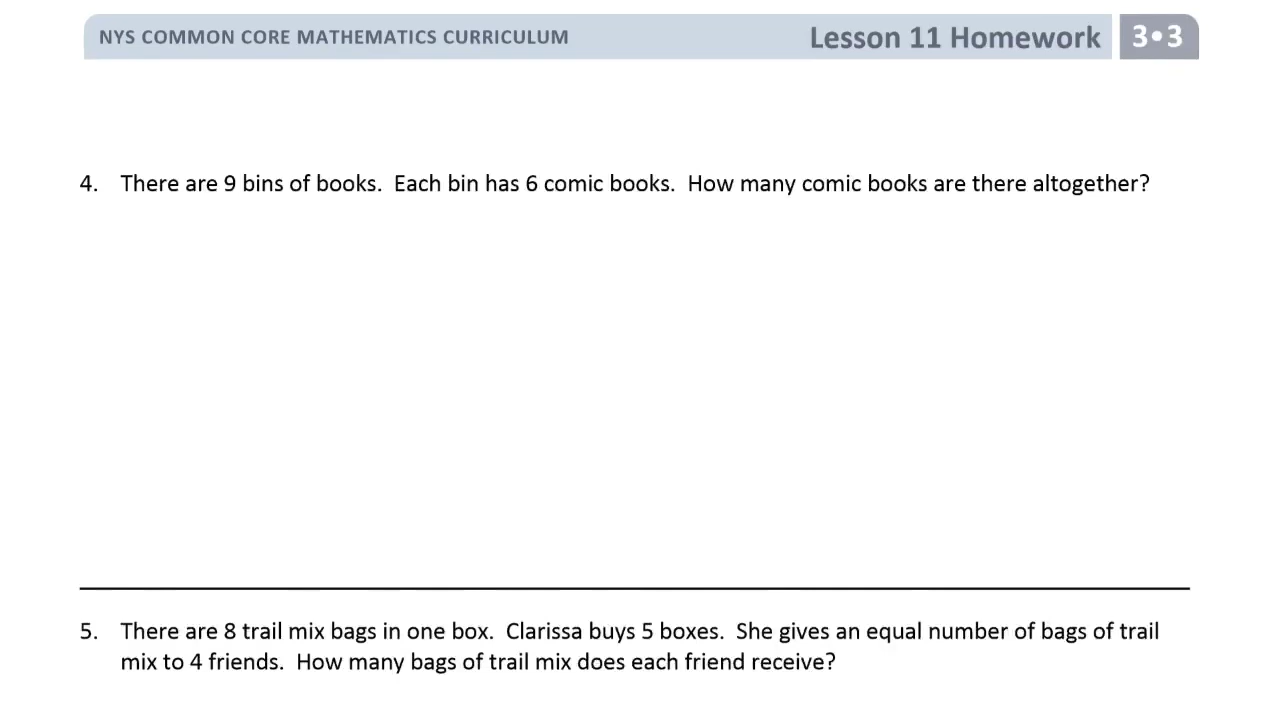 NYS COMMON CORE MATHEMATICS CURRICULUM Lesson 11 Homework 3•3
4. There are 9 bins of books. Each bin has 6 comic books. How many comic books are there altogether?
5. There are 8 trail mix bags in one box. Clarissa buys 5 boxes. She gives an equal number of bags of trail
mix to 4 friends. How many bags of trail mix does each friend receive?